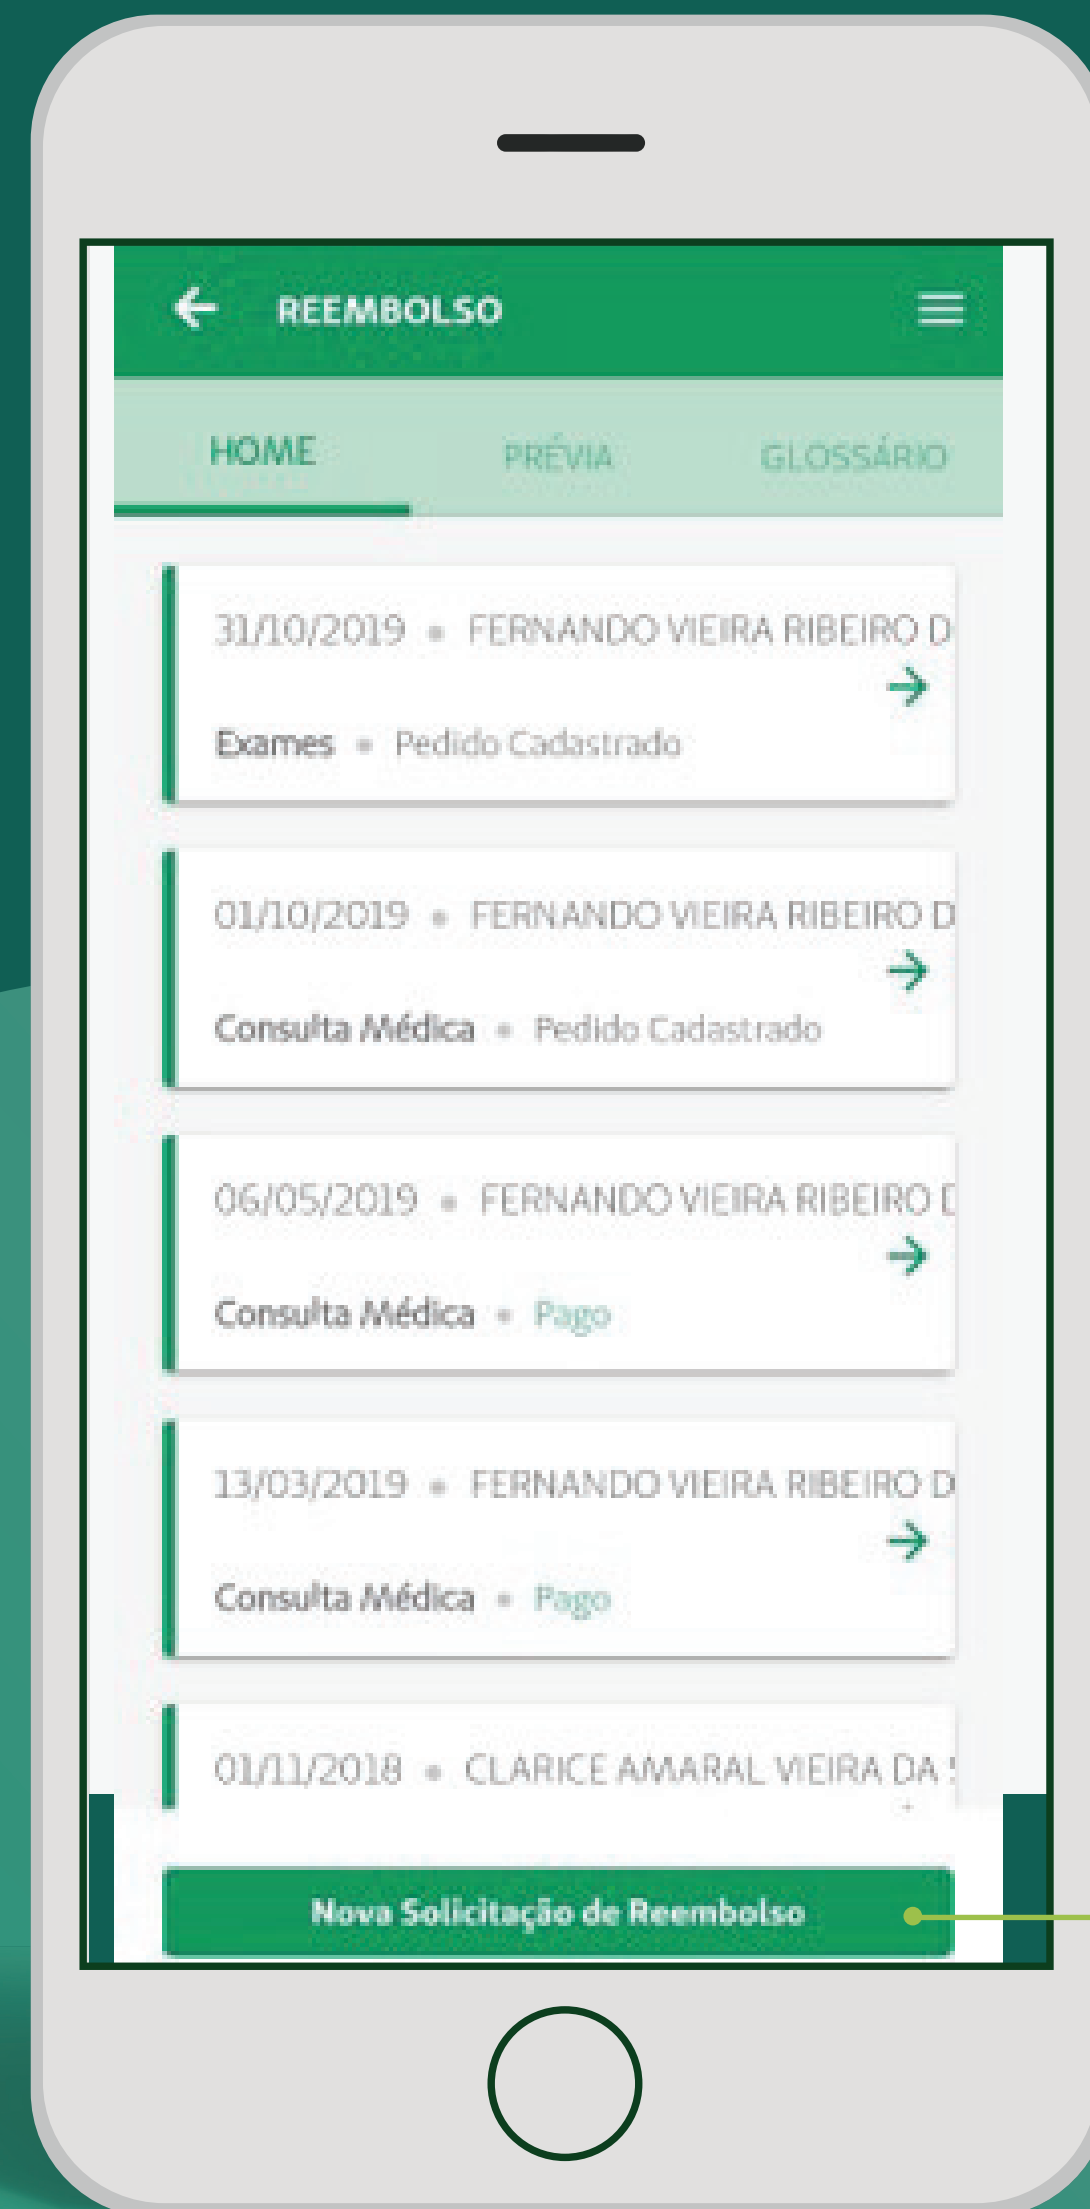 REEMBOLSO
HOME PRÉVIA GLOSSÁRIO
31/10/2019 • FERNANDO VIEIRA RIBEIRO D
Exames • Pedido Cadastrado
01/10/2019 • FERNANDO VIEIRA RIBEIRO D
Consulta Médica • Pedido Cadastrado
06/05/2019 • FERNANDO VIEIRA RIBEIRO D
Consulta Médica • Pago
13/03/2019 • FERNANDO VIEIRA RIBEIRO D
Consulta Médica • Pago
01/11/2018 • CLARICE AMARAL VIEIRA DA
Nova Solicitação de Reembolso